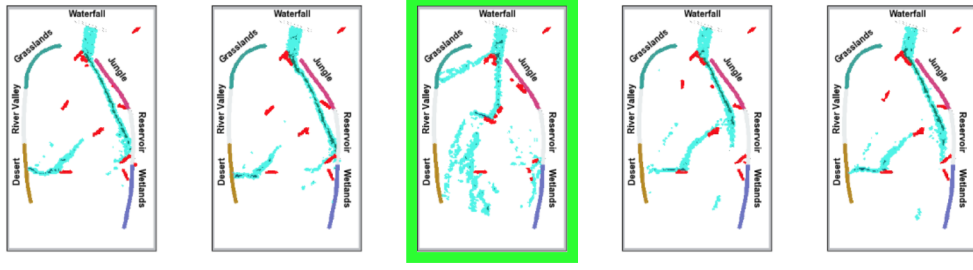 Waterfall
Grasslands
Jungle
River Valley
Reservoir
Desert
Wetlands
Waterfall
Grasslands
Jungle
River Valley
Reservoir
Desert
Wetlands
Waterfall
Grasslands
Jungle
River Valley
Reservoir
Desert
Wetlands
Waterfall
Grasslands
Jungle
River Valley
Reservoir
Desert
Wetlands
Waterfall
Grasslands
Jungle
River Valley
Reservoir
Desert
Wetlands